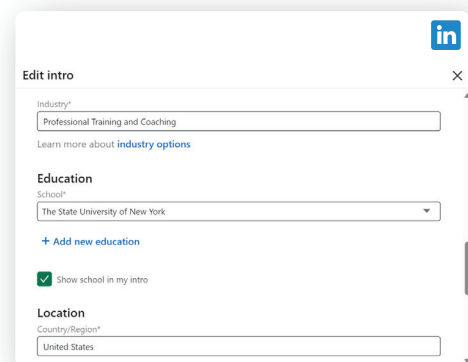 in
Edit intro
Industry*
Professional Training and Coaching
Learn more about industry options
Education
School*
The State University of New York
+ Add new education
Show school in my intro
Location
Country/Region*
United States